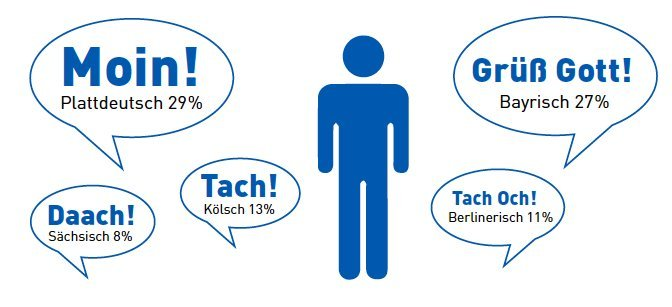 Moin!
Plattdeutsch 29%
Grüß Gott!
Bayrisch 27%
Tach!
Kölsch 13%
Tach Och!
Berlinerisch 11%
Daach!
Sächsisch 8%